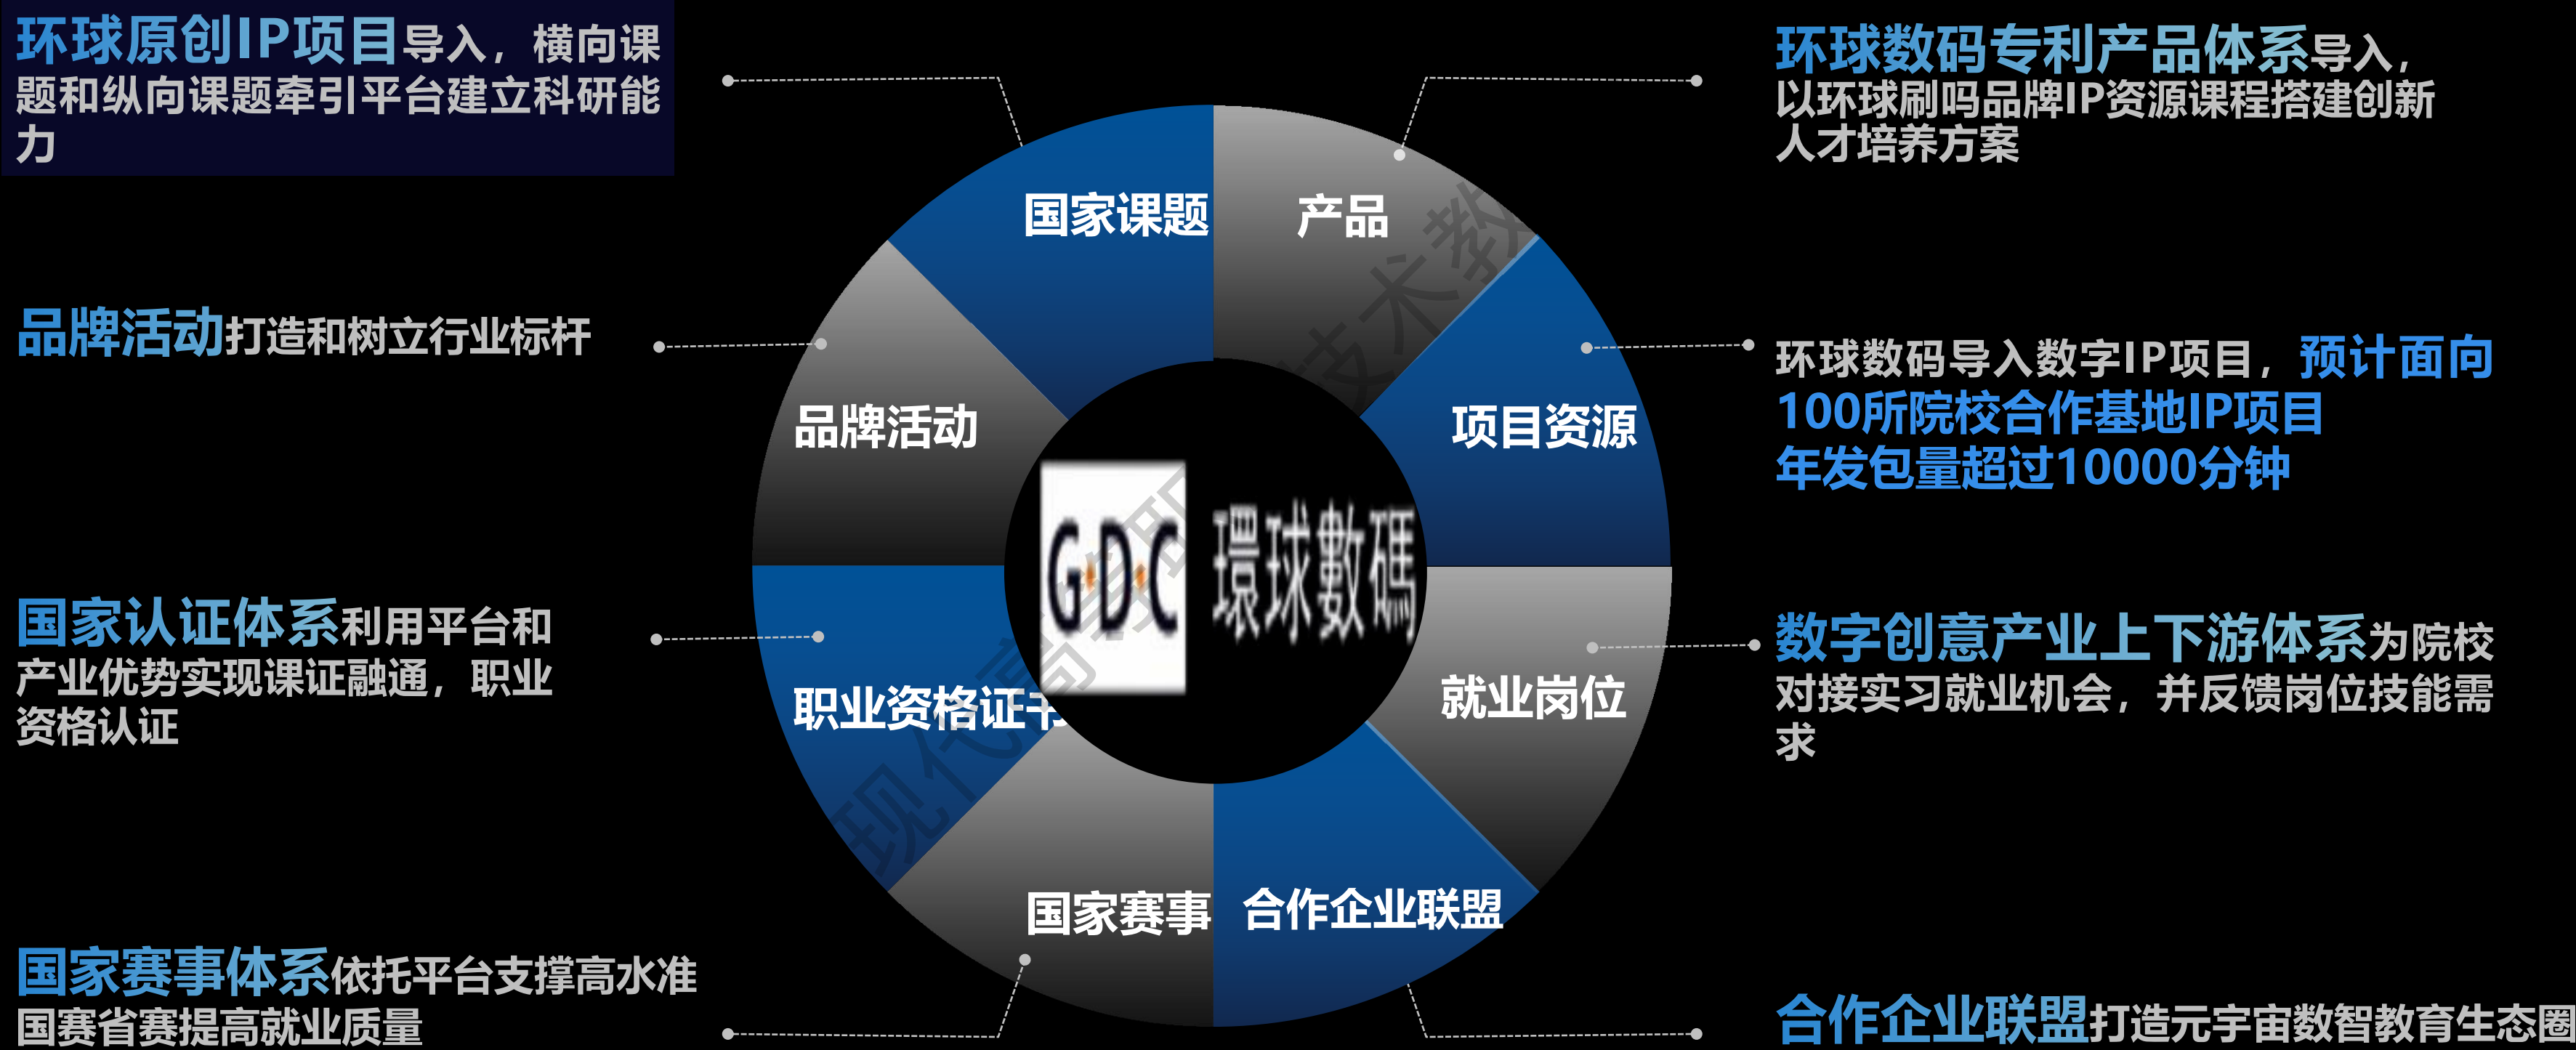 环球原创IP项目导入，横向课
题和纵向课题牵引平台建立科研能
力
品牌活动打造和树立行业标杆
国家认证体系利用平台和
产业优势实现课证融通，职业
资格认证
国家赛事体系依托平台支撑高水准
国赛省赛提高就业质量
国家课题
产品
品牌活动
项目资源
GDC 環球數碼
职业资格证书
就业岗位
国家赛事
合作企业联盟
现代高等职
技术教
环球数码专利产品体系导入，
以环球刷吗品牌IP资源课程搭建创新
人才培养方案
环球数码导入数字IP项目，预计面向
100所院校合作基地IP项目
年发包量超过10000分钟
数字创意产业上下游体系为院校
对接实习就业机会，并反馈岗位技能需
求
合作企业联盟打造元宇宙数智教育生态圈